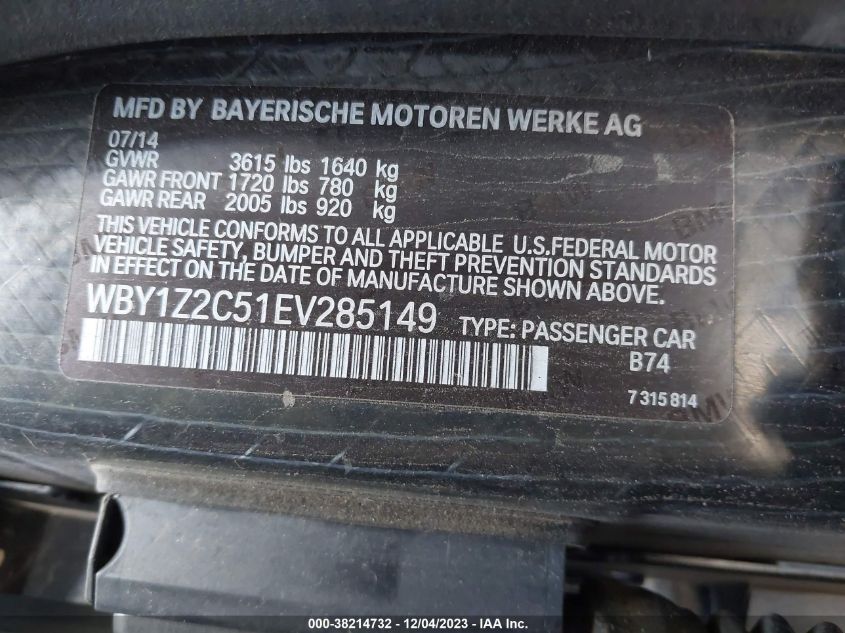 MFD BY BAYERISCHE MOTOREN WERKE AG
07/14
GVWR 3615 lbs 1640 kg
GAWR FRONT 1720 lbs 780 kg
GAWR REAR 2005 lbs 920 kg
THIS VEHICLE CONFORMS TO ALL APPLICABLE U.S.FEDERAL MOTOR
VEHICLE SAFETY, BUMPER AND THEFT PREVENTION STANDARDS
IN EFFECT ON THE DATE OF MANUFACTURE SHOWN ABOVE.
WBY1Z2C51EV285149 TYPE: PASSENGER CAR
B74
7 315 814
000-38214732 - 12/04/2023 - IAA Inc.